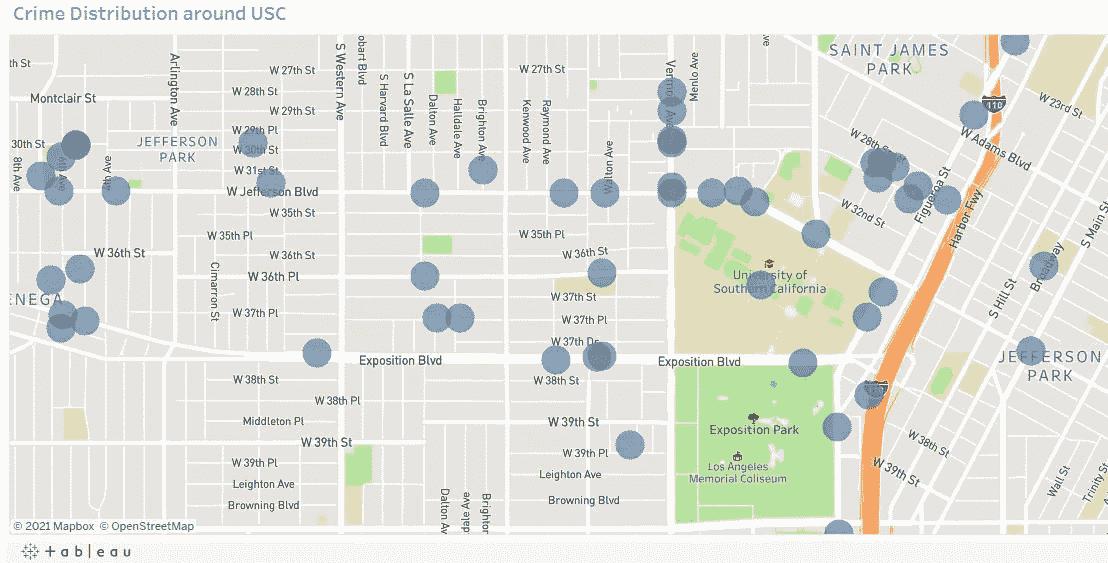 Crime Distribution around USC
th St
Montclair St
30th St
8th Ave
4th Ave
Arlington Ave
JEFFERSON
PARK
W 27th St
W 28th St
W 29th St
W 29th Pl
W 30th St
W 31st St
W Jefferson Blvd
W 35th St
W 35th Pl
W 36th St
W 36th St
W 36th Pl
Cimarron St
W 37th Pl
ENEGA
S Western Ave
obart Blvd
S Harvard Blvd
S La Salle Ave
Dalton Ave
Halldale Ave
Brighton Ave
W 27th St
Kenwood Ave
Raymond Ave
Walton Ave
Menlo Ave
Ave
W 35th Pl
W 36th St
W 37th St
W 37th Pl
W 37th Dr
Exposition Blvd
Exposition Blvd
W 38th St
W 38th Pl
Middleton Pl
W 39th St
W 39th Pl
Leighton Ave
Browning Blvd
W 38th St
W 39th St
W 39th Pl
Leighton Ave
Browning Blvd
Dalton Av
Brighton
SAINT JAMES
PARK
110
W 23rd St
W Adams Blvd
W 32nd St
Figueroa St
Harbor Fwy
S Main St
Broadway
S Hill St
University of
Southern California
JEFFERSON
PARK
Exposition Park
Los Angeles
Memorial Coliseum
W 38th St
W 39th St
Wall St
Trinity St
© 2021 Mapbox © OpenStreetMap
+ableau